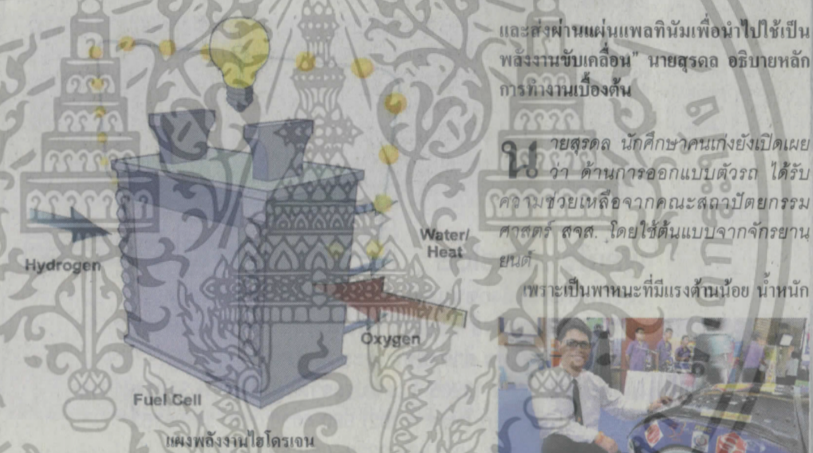 Hydrogen
Water/
Heat
Oxygen
Fuel Cell
แผงพลังงานไฮโดรเจน
และส่งผ่านแผ่นแพลทินัมเพื่อนำไปใช้เป็น
พลังงานขับเคลื่อน" นายสุรดล อธิบายหลัก
การทำงานเบื้องต้น
นายสุรดล นักศึกษาคนเก่งยังเปิดเผย
ว่า ด้านการออกแบบตัวรถ ได้รับ
ความช่วยเหลือจากคณะสถาปัตยกรรม
ศาสตร์ สจส. โดยใช้ต้นแบบจากจักรยาน
ยนต์
เพราะเป็นพาหนะที่มีแรงต้านน้อย น้ำหนัก